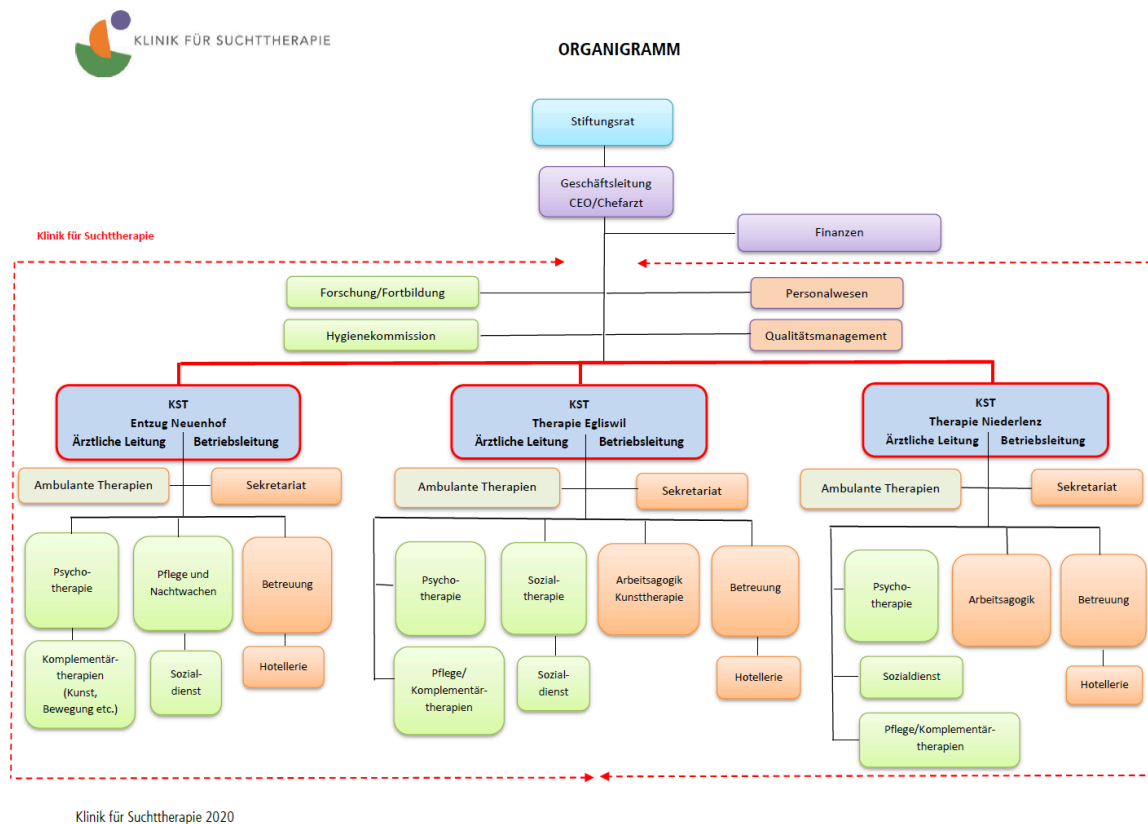 KLINIK FÜR SUCHTTHERAPIE
ORGANIGRAMM
Stiftungsrat
Geschäftsleitung
CEO/Chefarzt
Klinik für Suchttherapie
Finanzen
Forschung/Fortbildung
Personalwesen
Hygienekommission
Qualitätsmanagement
KST
Entzug Neuenhof
Ärztliche Leitung Betriebsleitung
KST
Therapie Egliswil
Ärztliche Leitung Betriebsleitung
KST
Therapie Niederlenz
Ärztliche Leitung Betriebsleitung
Ambulante Therapien
Sekretariat
Ambulante Therapien
Sekretariat
Ambulante Therapien
Sekretariat
Psycho-
therapie
Pflege und
Nachtwachen
Betreuung
Komplementär-
therapien
(Kunst,
Bewegung etc.)
Sozial-
dienst
Hotellerie
Psycho-
therapie
Sozial-
therapie
Arbeitsagogik
Kunsttherapie
Betreuung
Pflege/
Komplementär-
therapien
Sozial-
dienst
Hotellerie
Psycho-
therapie
Arbeitsagogik
Betreuung
Sozialdienst
Hotellerie
Pflege/Komplementär-
therapien
Klinik für Suchttherapie 2020